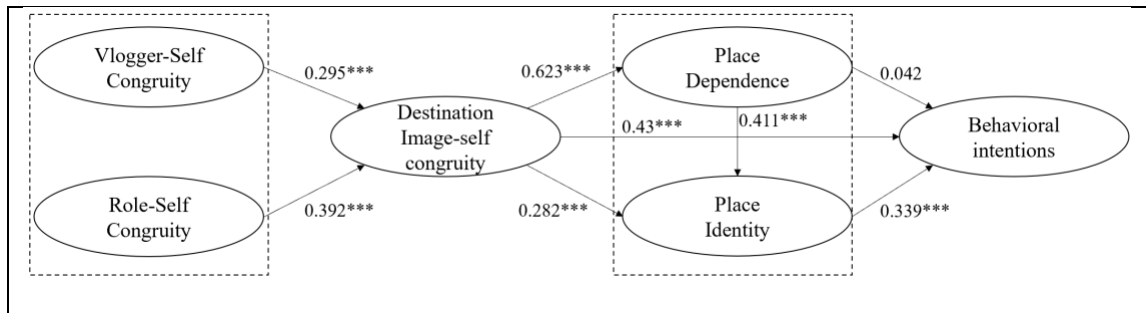 Vlogger-Self
Congruity
0.295***
0.623***
Place
Dependence
0.042
Destination
Image-self
congruity
0.43***
0.411***
Behavioral
intentions
Role-Self
Congruity
0.392***
0.282***
Place
Identity
0.339***